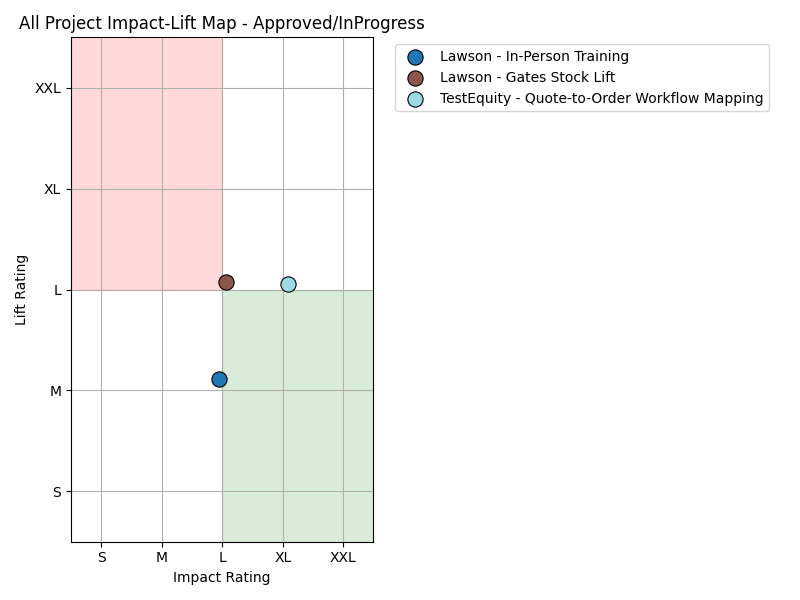 All Project Impact-Lift Map - Approved/InProgress
Lawson - In-Person Training
Lawson - Gates Stock Lift
TestEquity - Quote-to-Order Workflow Mapping
Lift Rating
XXL
XL
L
M
S
S M L XL XXL
Impact Rating